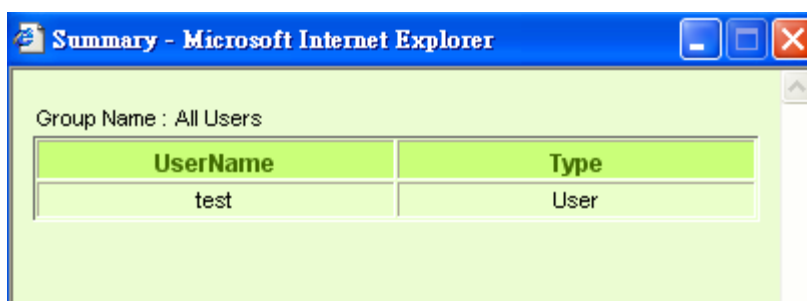 Summary - Microsoft Internet Explorer
Group Name : All Users
UserName Type
test User